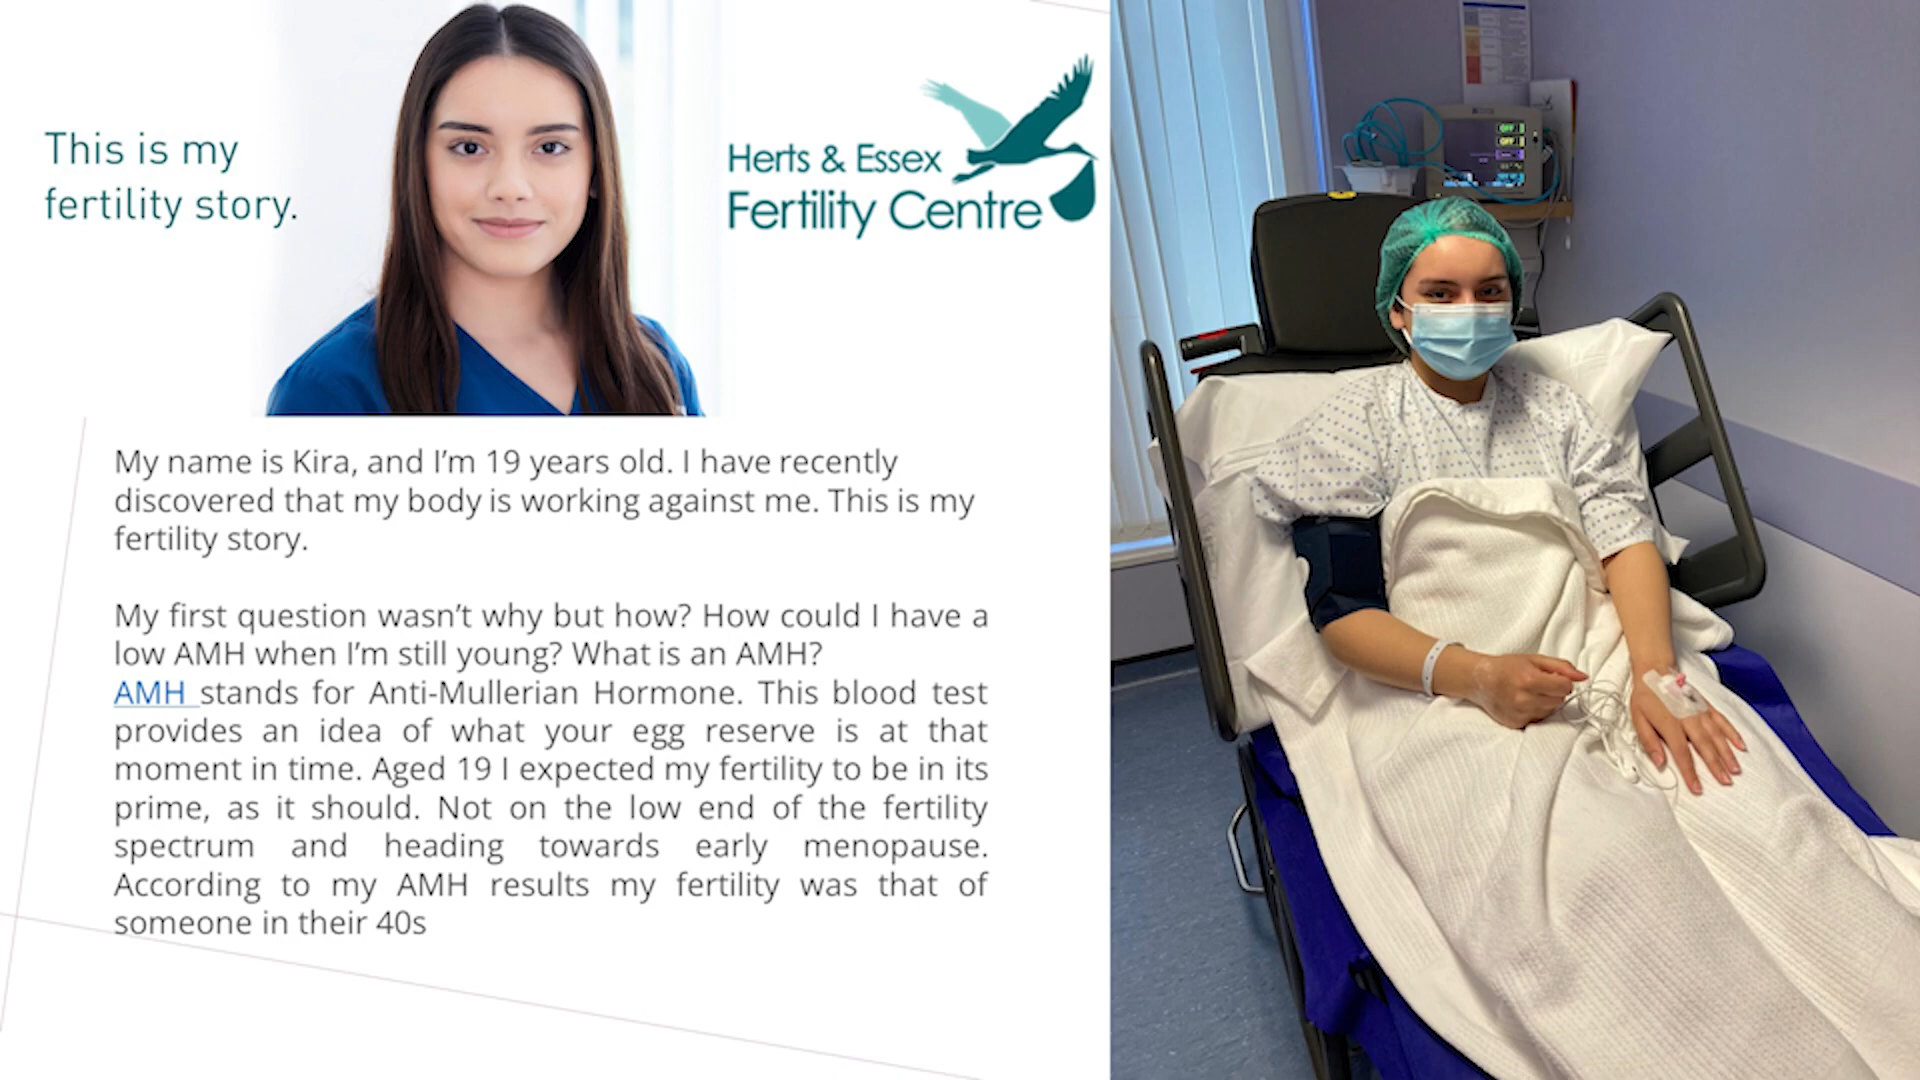 This is my
fertility story.
Herts & Essex
Fertility Centre
My name is Kira, and I’m 19 years old. I have recently
discovered that my body is working against me. This is my
fertility story.
My first question wasn’t why but how? How could I have a
low AMH when I’m still young? What is an AMH?
AMH stands for Anti-Mullerian Hormone. This blood test
provides an idea of what your egg reserve is at that
moment in time. Aged 19 I expected my fertility to be in its
prime, as it should. Not on the low end of the fertility
spectrum and heading towards early menopause.
According to my AMH results my fertility was that of
someone in their 40s
OFF
OFF